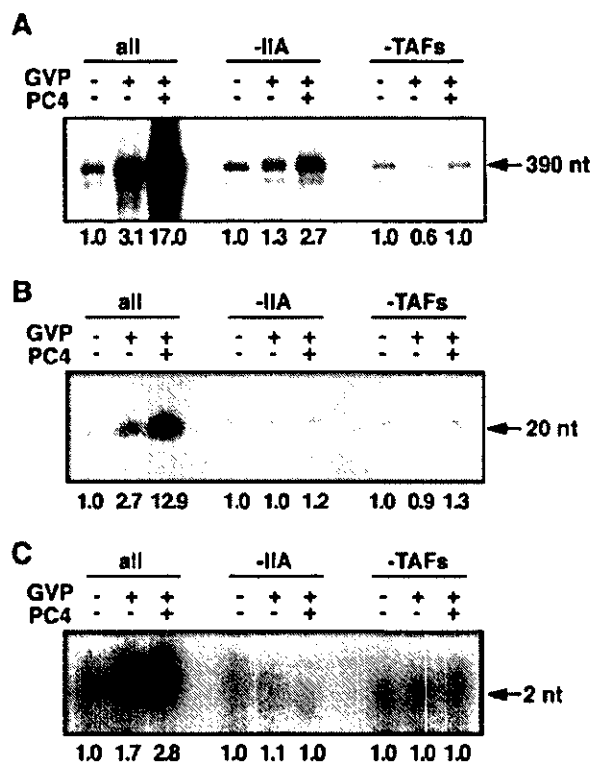 A
all -IIA -TAFs
GVP - + + - + + - + +
PC4 - - + - - + - - +
390 nt
1.0 3.1 17.0 1.0 1.3 2.7 1.0 0.6 1.0
B
all -IIA -TAFs
GVP - + + - + + - + +
PC4 - - + - - + - - +
20 nt
1.0 2.7 12.9 1.0 1.0 1.2 1.0 0.9 1.3
C
all -IIA -TAFs
GVP - + + - + + - + +
PC4 - - + - - + - - +
2 nt
1.0 1.7 2.8 1.0 1.1 1.0 1.0 1.0 1.0